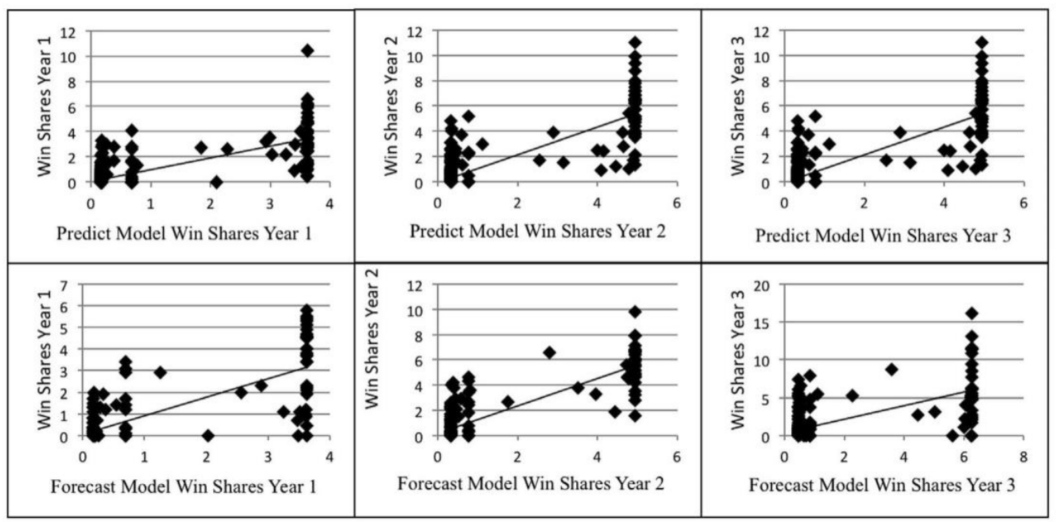 Win Shares Year 1
12
10
8
6
4
2
0
0 1 2 3 4
Predict Model Win Shares Year 1
Win Shares Year 2
12
10
8
6
4
2
0
0 2 4 6
Predict Model Win Shares Year 2
Win Shares Year 3
12
10
8
6
4
2
0
0 2 4 6
Predict Model Win Shares Year 3
Win Shares Year 1
7
6
5
4
3
2
1
0
0 1 2 3 4
Forecast Model Win Shares Year 1
Win Shares Year 2
12
10
8
6
4
2
0
0 2 4 6
Forecast Model Win Shares Year 2
Win Shares Year 3
20
15
10
5
0
0 2 4 6 8
Forecast Model Win Shares Year 3